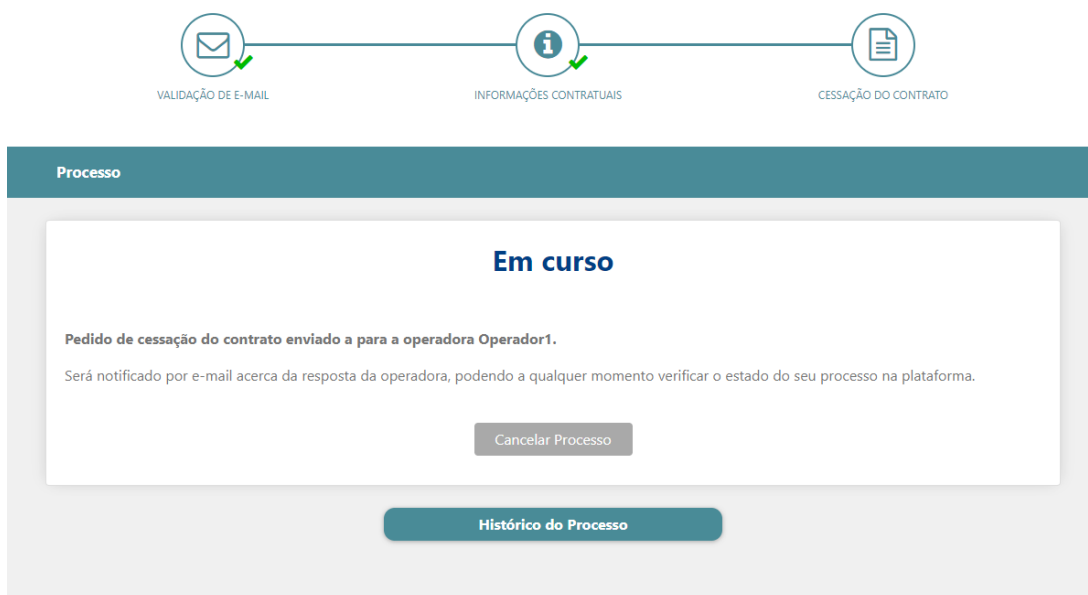 VALIDAÇÃO DE E-MAIL
INFORMAÇÕES CONTRATUAIS
CESSAÇÃO DO CONTRATO
Processo
Em curso
Pedido de cessação do contrato enviado a para a operadora Operador1.
Será notificado por e-mail acerca da resposta da operadora, podendo a qualquer momento verificar o estado do seu processo na plataforma.
Cancelar Processo
Histórico do Processo